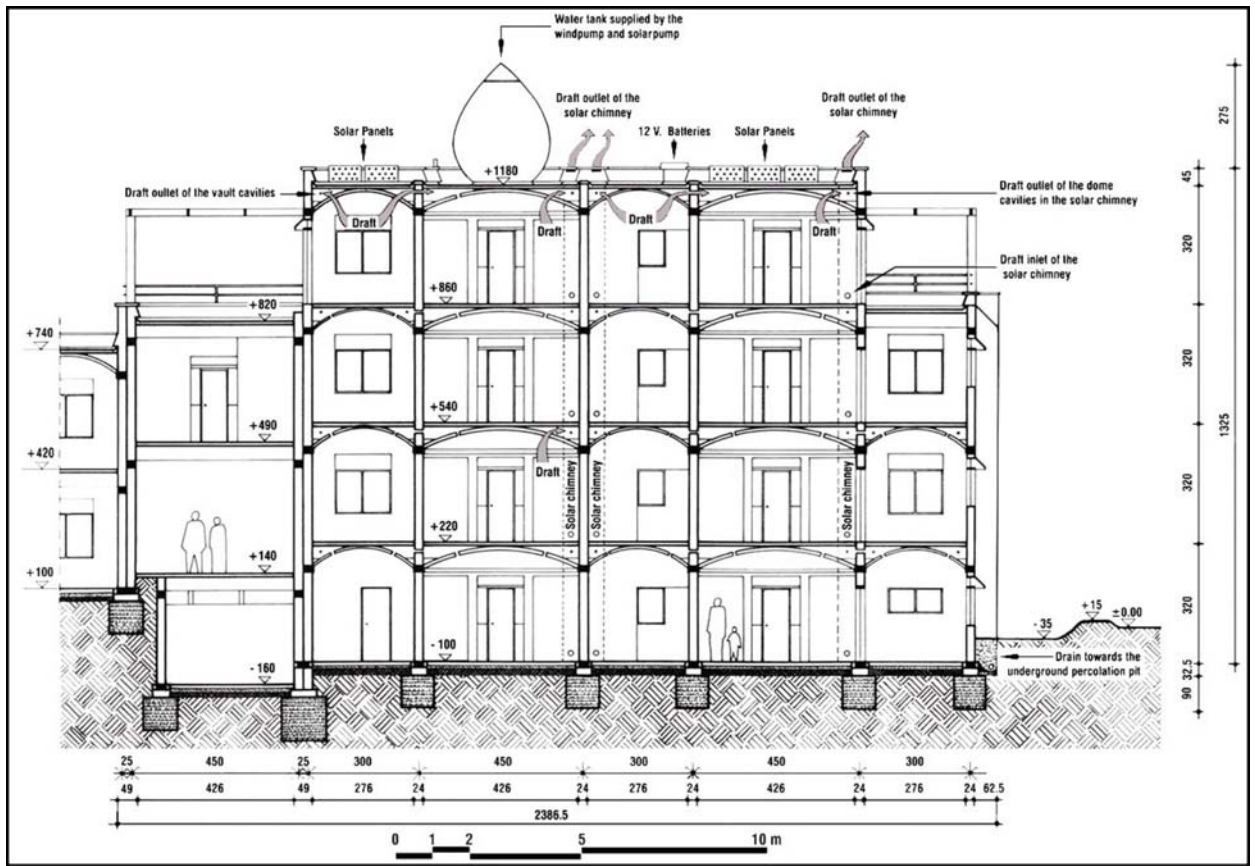 Water tank supplied by the
windpump and solarpump
Draft outlet of the
solar chimney
Draft outlet of the
solar chimney
Solar Panels
12 V. Batteries
Solar Panels
+1180
Draft outlet of the vault cavities
Draft outlet of the dome
cavities in the solar chimney
Draft
Draft
Draft
Draft
Draft inlet of the
solar chimney
+860
+820
+740
+540
+490
+420
Draft
Solar chimney
Solar chimney
Solar chimney
+220
+140
+100
-100
-160
- 35
+15
±0.00
Drain towards the
underground percolation pit
275
45
320
320
320
320
1325
32.5
90
25 450 25 300 450 300 450 300
49 426 49 276 24 426 24 276 24 426 24 276 24 62.5
2386.5
0 1 2 5 10 m